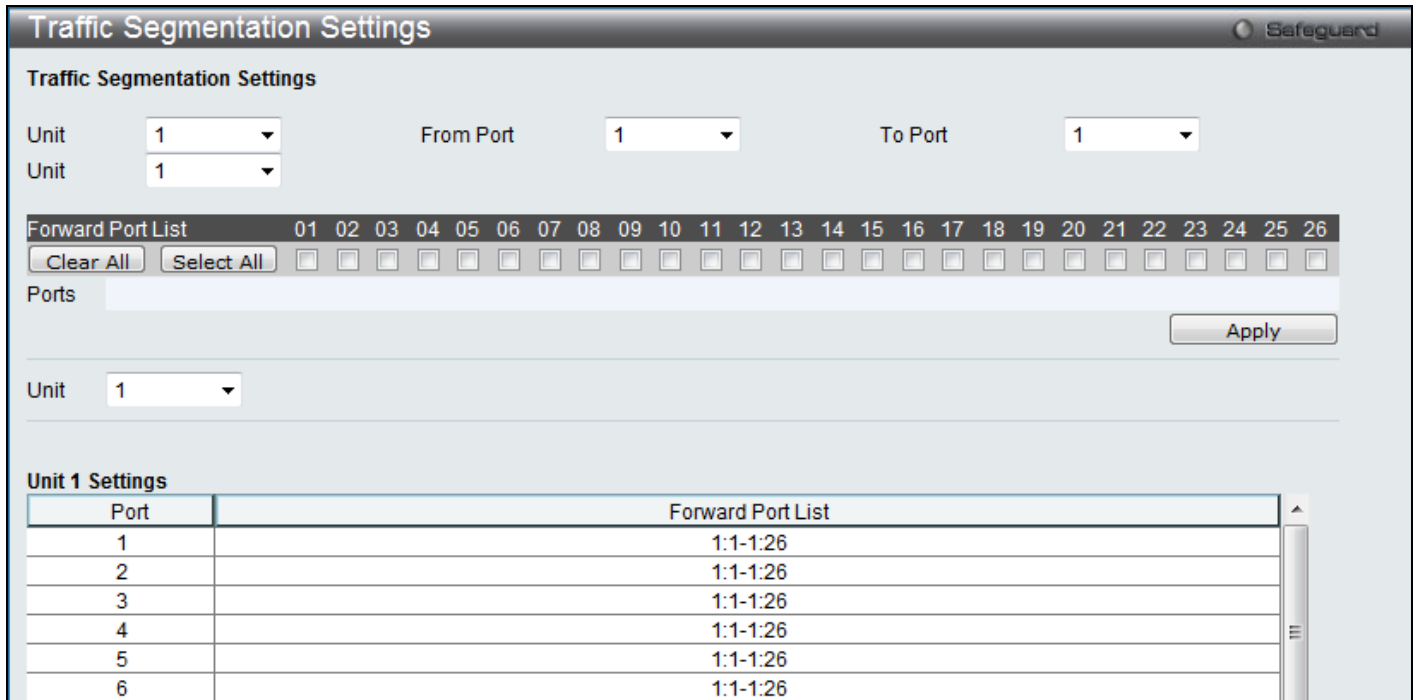 Traffic Segmentation Settings Safeguard
Traffic Segmentation Settings
Unit 1 From Port 1 To Port 1
Unit 1
Forward Port List 01 02 03 04 05 06 07 08 09 10 11 12 13 14 15 16 17 18 19 20 21 22 23 24 25 26
Clear All Select All
Ports
Apply
Unit 1
Unit 1 Settings
Port Forward Port List
1 1:1-1:26
2 1:1-1:26
3 1:1-1:26
4 1:1-1:26
5 1:1-1:26
6 1:1-1:26